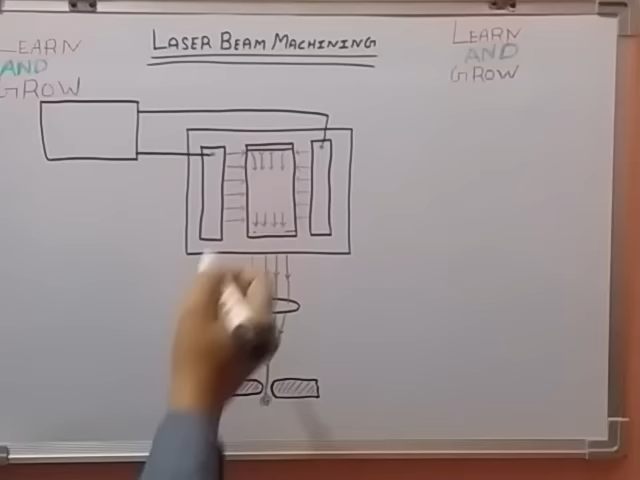 LEARN
AND
GROW
LASER BEAM MACHINING
LEARN
AND
GROW